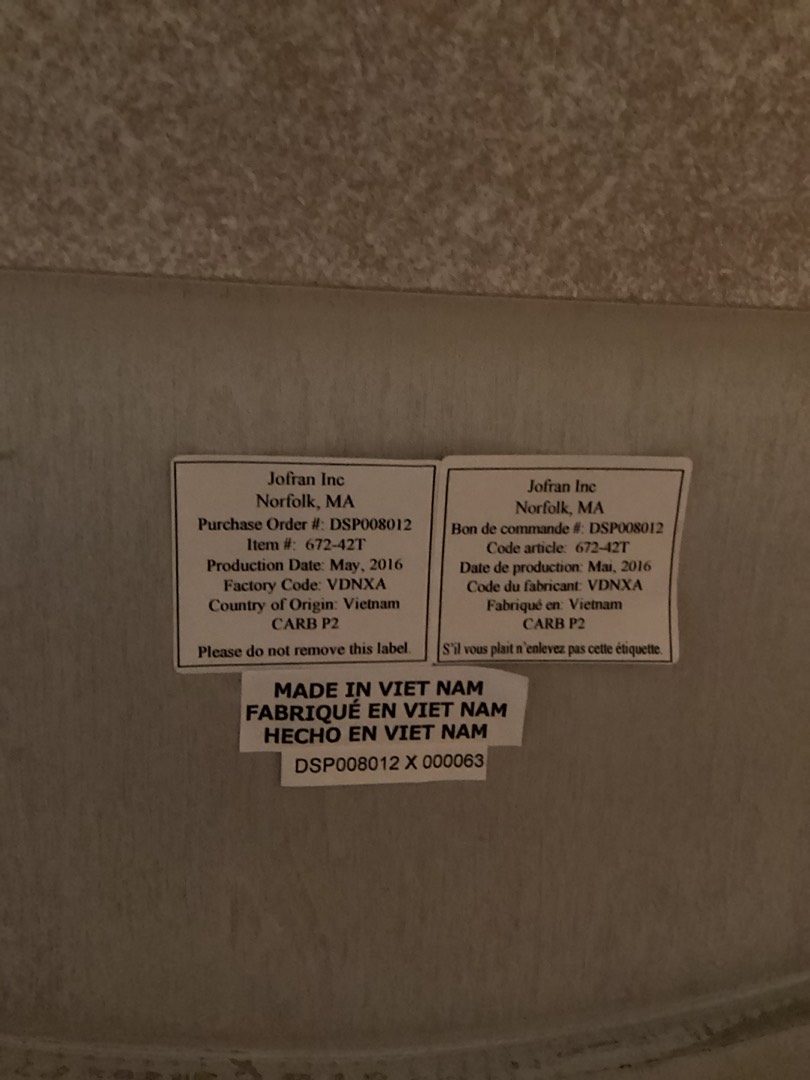 Jofran Inc
Norfolk, MA
Purchase Order #: DSP008012
Item #: 672-42T
Production Date: May, 2016
Factory Code: VDNXA
Country of Origin: Vietnam
CARB P2
Please do not remove this label.
Jofran Inc
Norfolk, MA
Bon de commande #: DSP008012
Code article: 672-42T
Date de production: Mai, 2016
Code du fabricant: VDNXA
Fabriqué en: Vietnam
CARB P2
S'il vous plait n'enlevez pas cette étiquette.
MADE IN VIET NAM
FABRIQUÉ EN VIET NAM
HECHO EN VIET NAM
DSP008012 X 000063